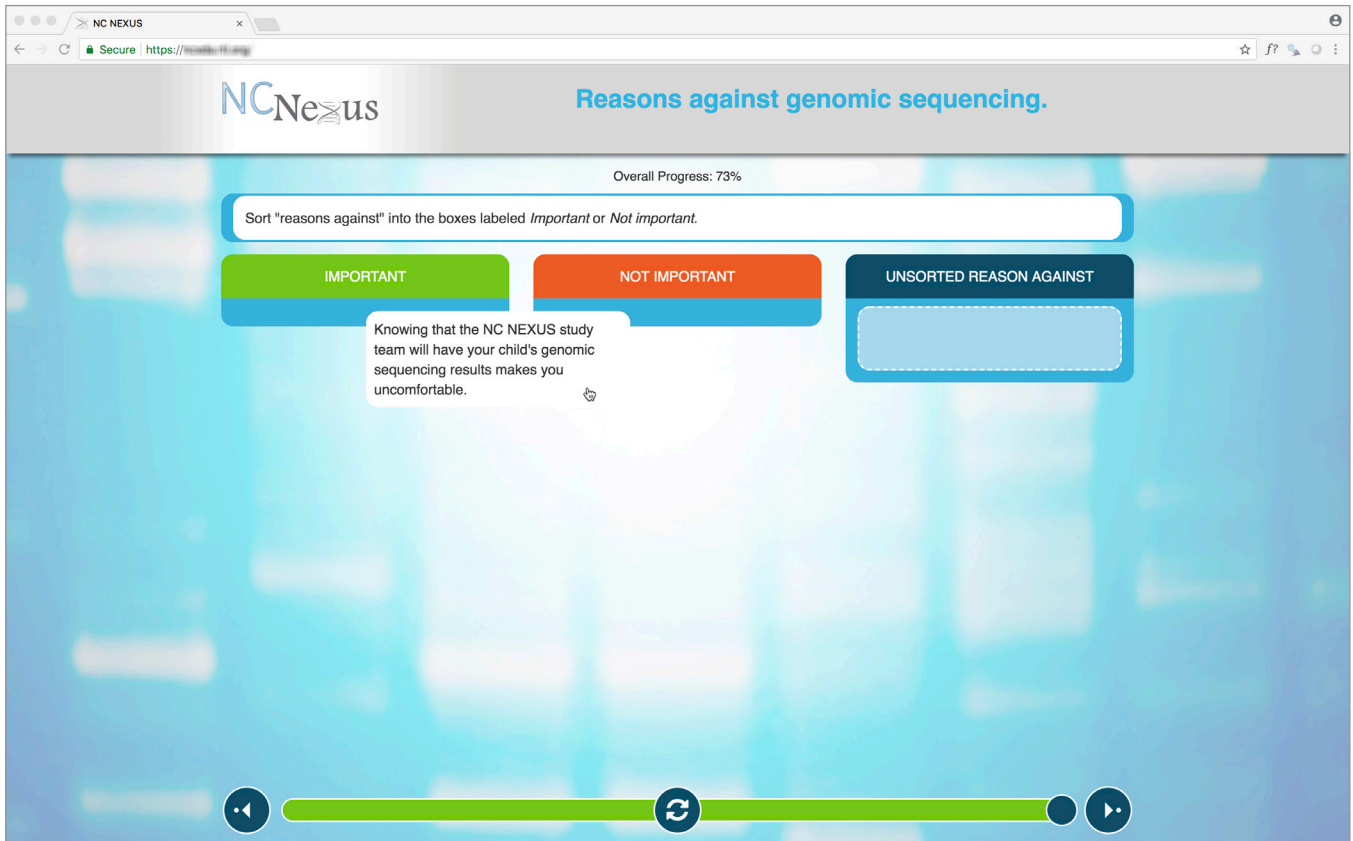 NC NEXUS
Secure https://
f?
NCNexus
Reasons against genomic sequencing.
Overall Progress: 73%
Sort "reasons against" into the boxes labeled Important or Not important.
IMPORTANT
NOT IMPORTANT
UNSORTED REASON AGAINST
Knowing that the NC NEXUS study
team will have your child's genomic
sequencing results makes you
uncomfortable.